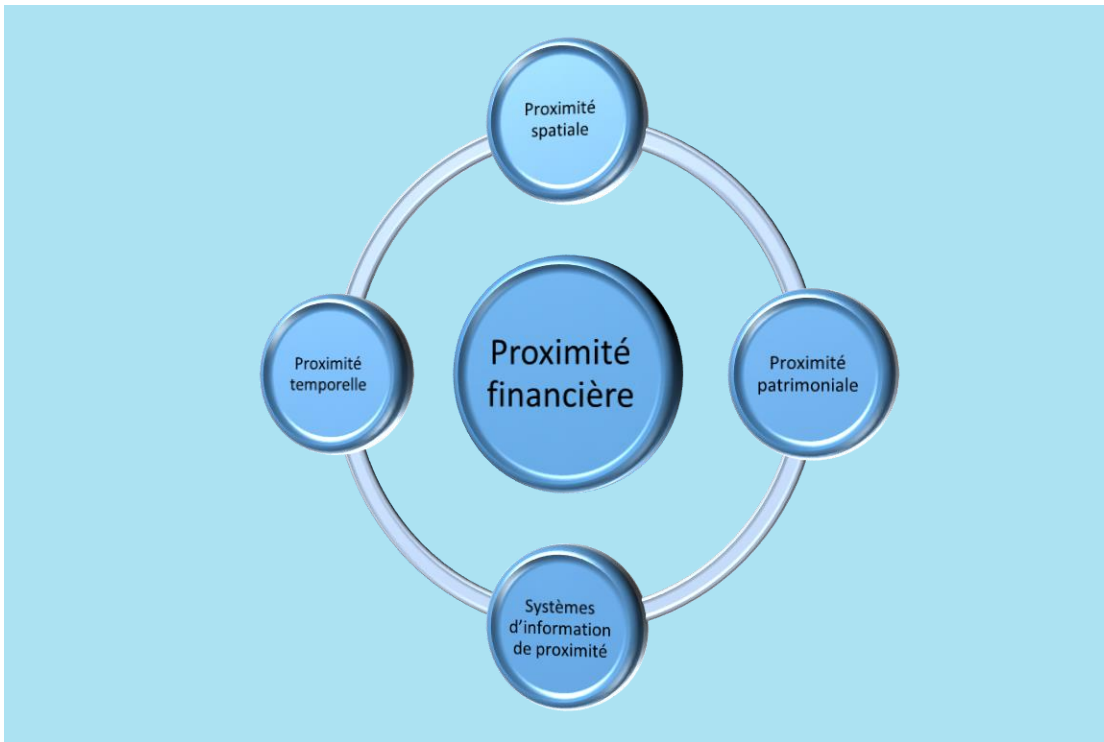 Proximité
spatiale
Proximité
temporelle
Proximité
financière
Proximité
patrimoniale
Systèmes
d’information
de proximité